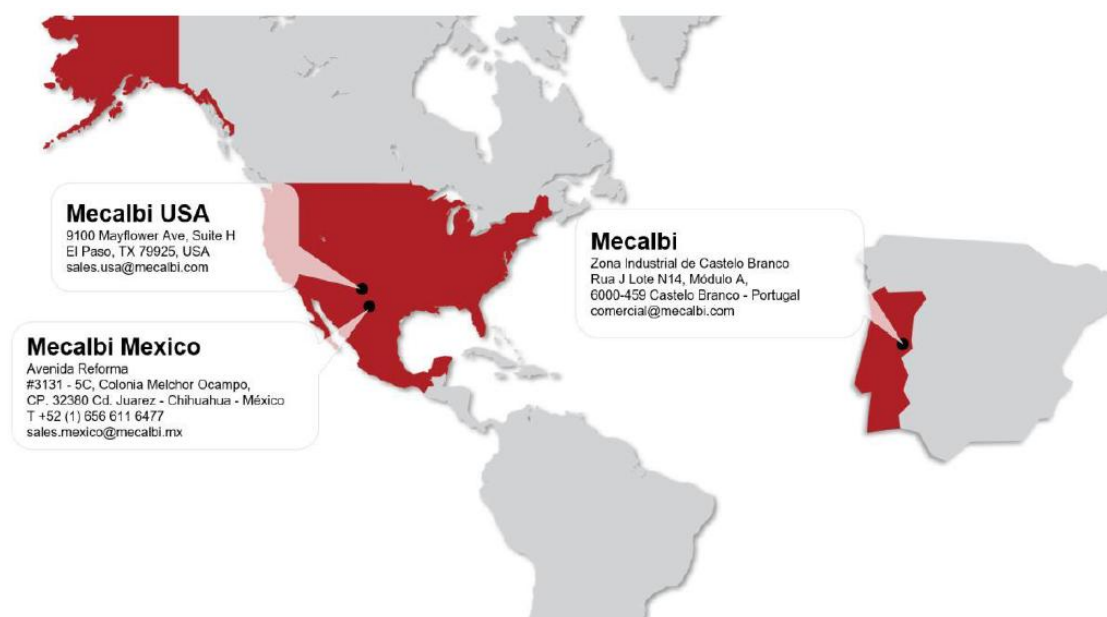 Mecalbi USA
9100 Mayflower Ave, Suite H
El Paso, TX 79925, USA
sales.usa@mecalbi.com
Mecalbi Mexico
Avenida Reforma
#3131 - 5C, Colonia Melchor Ocampo,
CP. 32380 Cd. Juarez - Chihuahua - México
T +52 (1) 656 611 6477
sales.mexico@mecalbi.mx
Mecalbi
Zona Industrial de Castelo Branco
Rua J Lote N14, Módulo A,
6000-459 Castelo Branco - Portugal
comercial@mecalbi.com